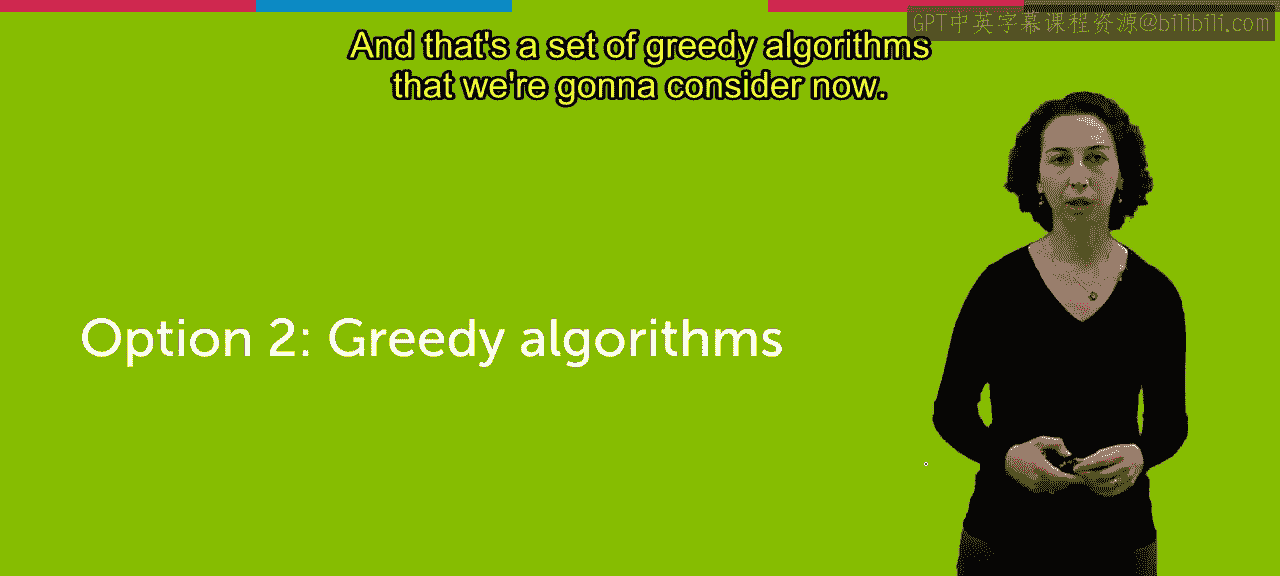 GPT中英字幕课程资源@bilibili.com
And that's a set of greedy algorithms
that we're gonna consider now.
Option 2: Greedy algorithms